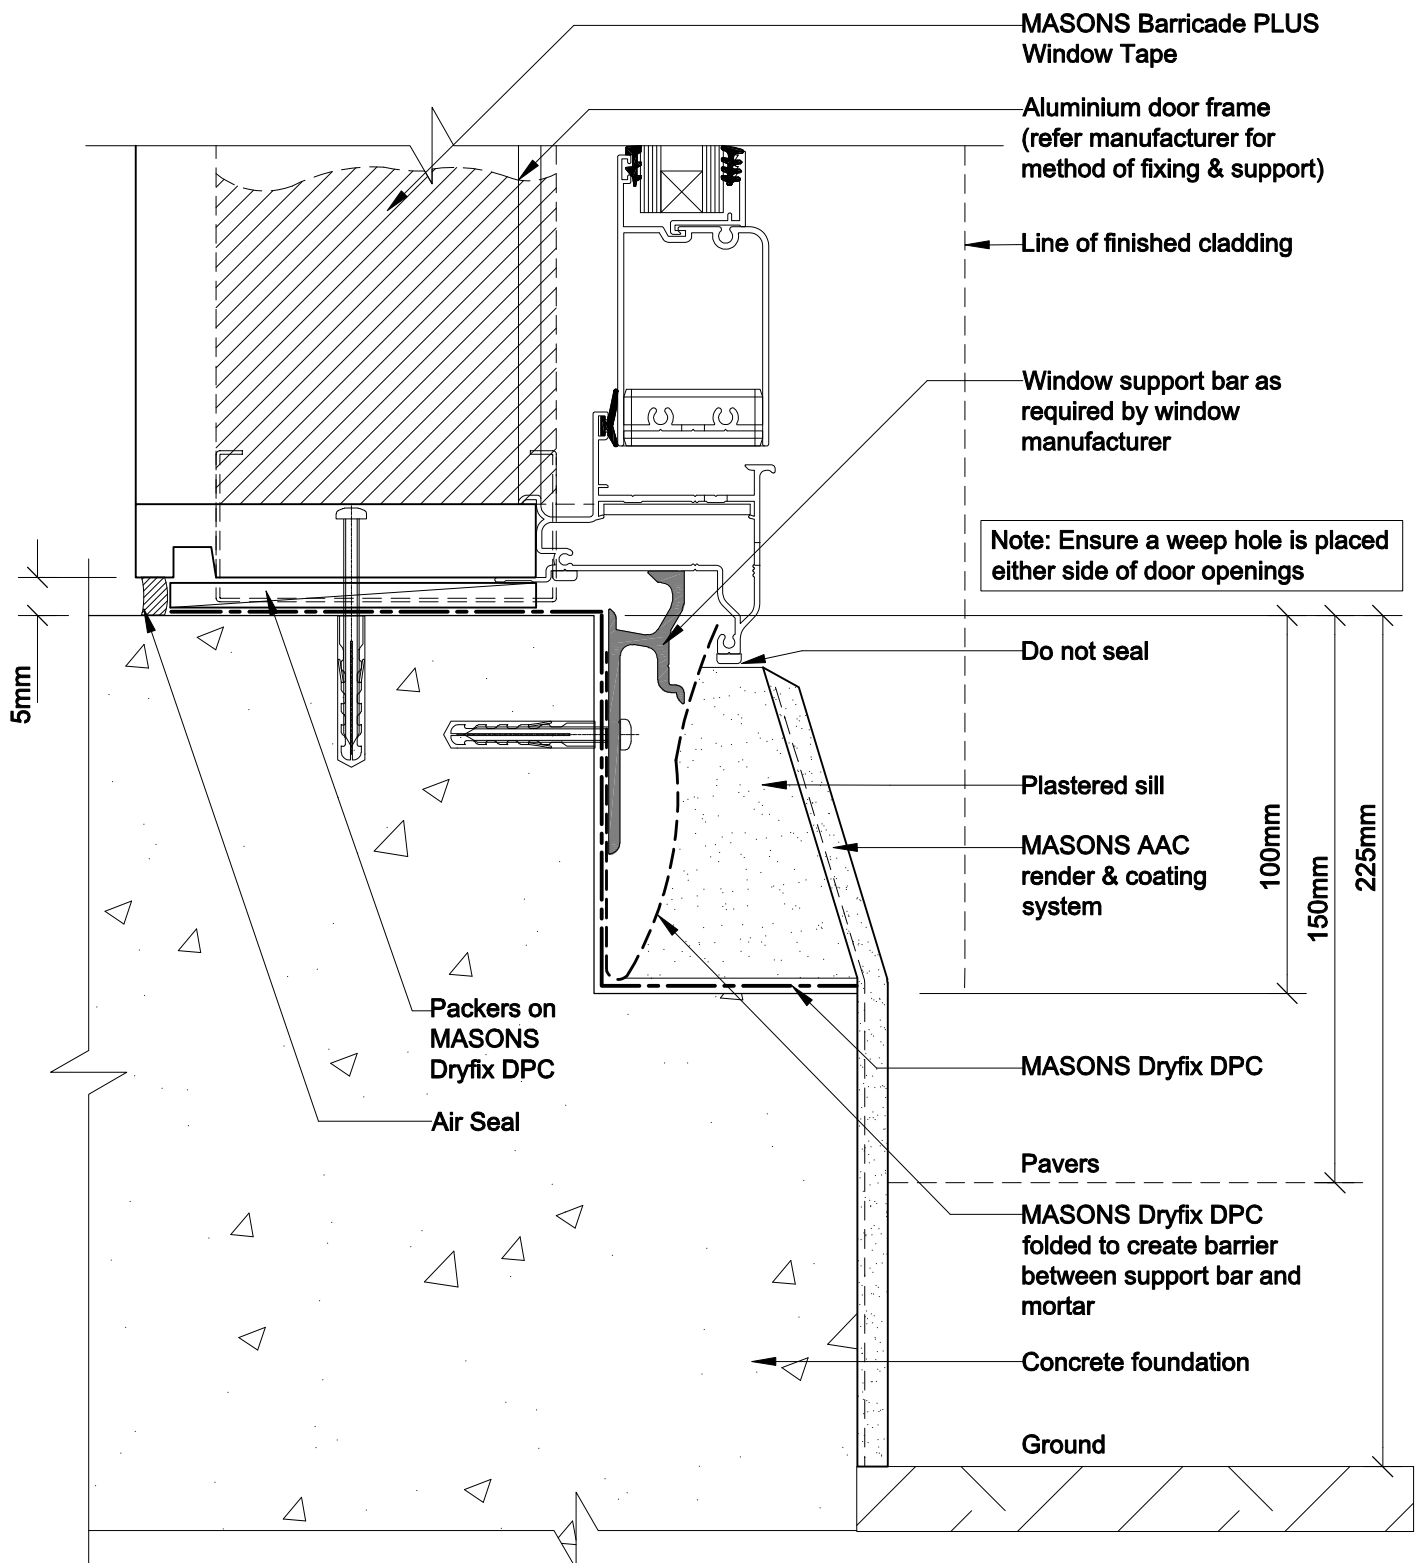 MASONS Barricade PLUS
Window Tape
Aluminium door frame
(refer manufacturer for
method of fixing & support)
Line of finished cladding
Window support bar as
required by window
manufacturer
Note: Ensure a weep hole is placed
either side of door openings
Do not seal
5mm
Plastered sill
MASONS AAC
render & coating
system
100mm
150mm
225mm
Packers on
MASONS
Dryfix DPC
Air Seal
MASONS Dryfix DPC
Pavers
MASONS Dryfix DPC
folded to create barrier
between support bar and
mortar
Concrete foundation
Ground